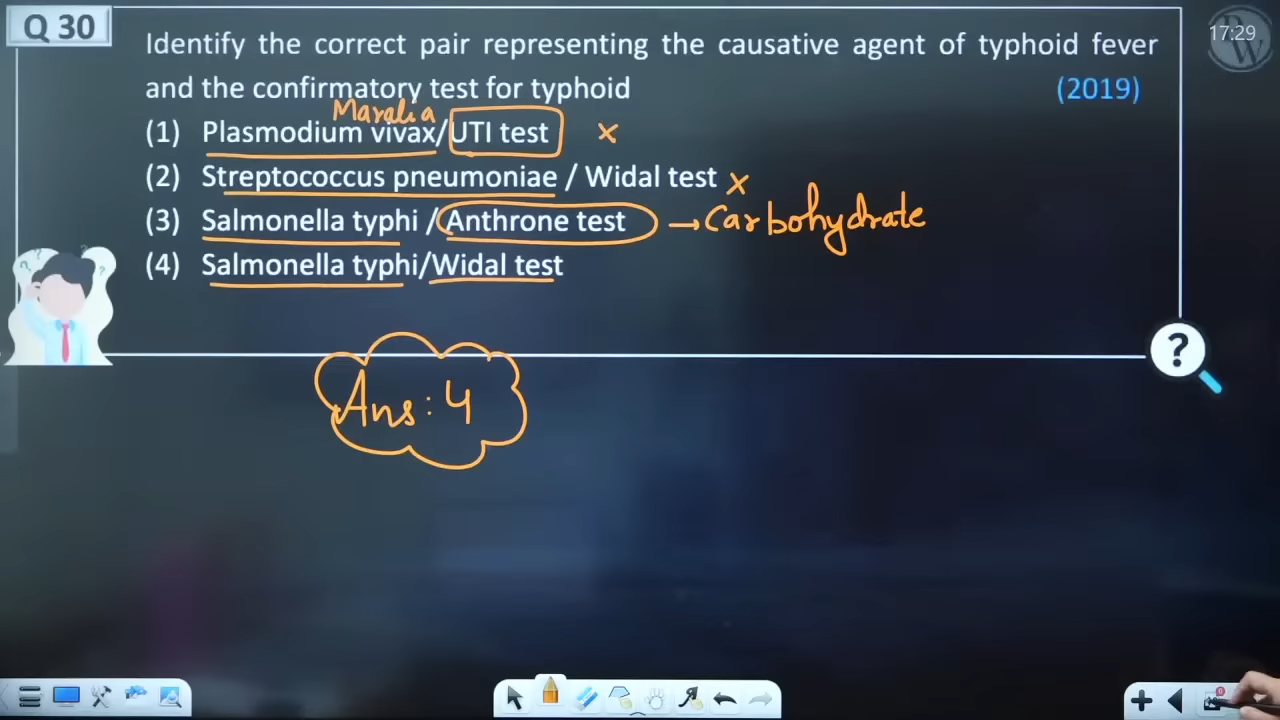 Q 30
17:29
Identify the correct pair representing the causative agent of typhoid fever
and the confirmatory test for typhoid (2019)
Maralia
(1) Plasmodium vivax/UTI test x
(2) Streptococcus pneumoniae / Widal test x
(3) Salmonella typhi /Anthrone test → Carbohydrate
(4) Salmonella typhi/Widal test
?
Ans: 4